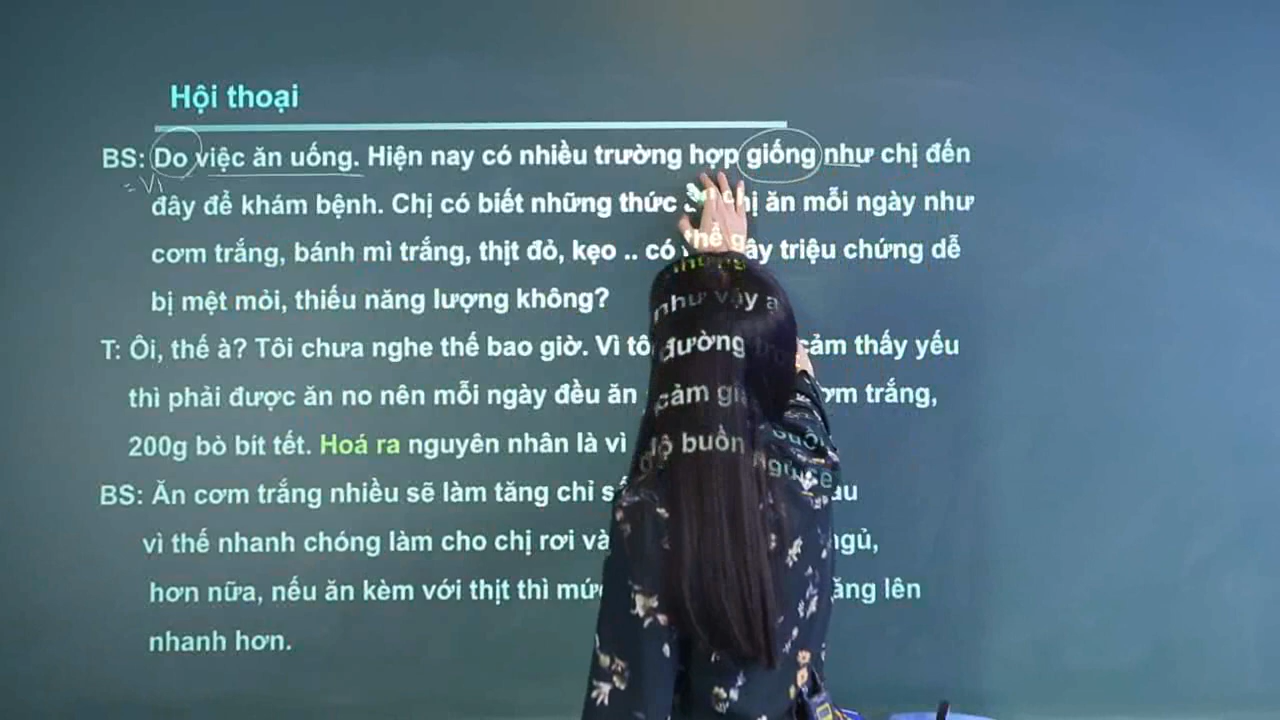 Hội thoại
BS: Do việc ăn uống. Hiện nay có nhiều trường hợp giống như chị đến
= Vì
đây để khám bệnh. Chị có biết những thức ăn chị ăn mỗi ngày như
cơm trắng, bánh mì trắng, thịt đỏ, kẹo .. có thể gây triệu chứng dễ
bị mệt mỏi, thiếu năng lượng không?
T: Ôi, thế à? Tôi chưa nghe thế bao giờ. Vì tôi cảm thấy yếu
thì phải được ăn no nên mỗi ngày đều ăn cơm trắng,
200g bò bít tết. Hoá ra nguyên nhân là vì như vậy
BS: Ăn cơm trắng nhiều sẽ làm tăng chỉ số đường
vì thế nhanh chóng làm cho chị rơi vào cảm buồn ngủ,
hơn nữa, nếu ăn kèm với thịt thì mức độ buồn tăng lên
nhanh hơn.